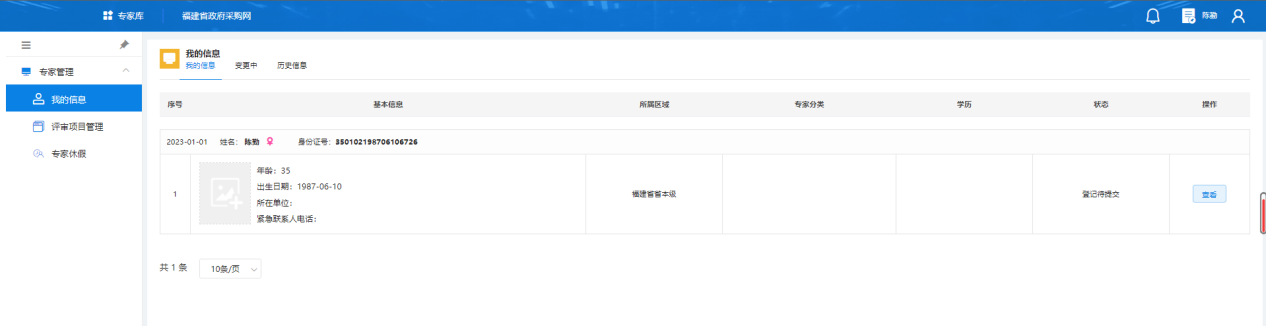 专家库 福建省政府采购网 陈勤
我的信息
我的信息 变更中 历史信息
专家管理
我的信息
评审项目管理
专家休假
序号 基本信息 所属区域 专家分类 学历 状态 操作
2023-01-01 姓名: 陈勤 身份证号: 350102198706106726
1 福建省省本级 登记待提交 查看
年龄: 35
出生日期: 1987-06-10
所在单位:
紧急联系人电话:
共 1 条 10条/页